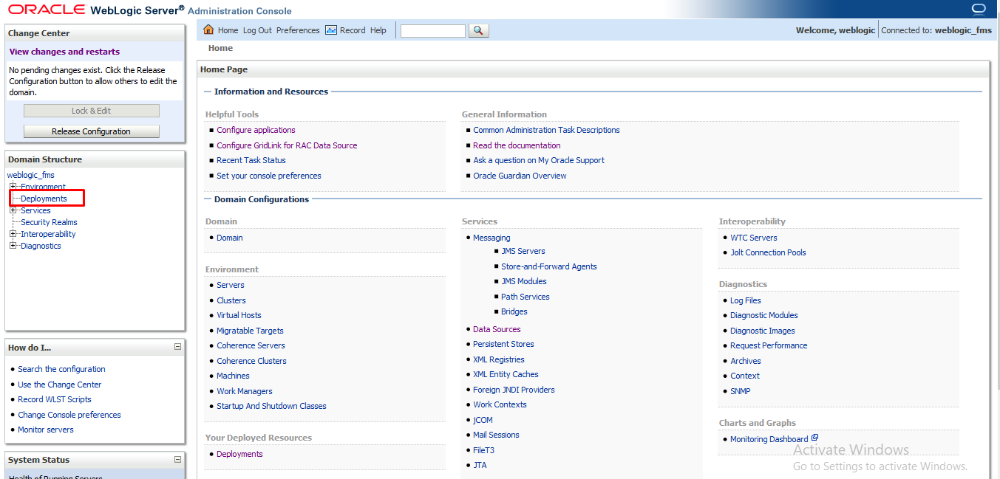 ORACLE WebLogic Server® Administration Console
Change Center
View changes and restarts
No pending changes exist. Click the Release
Configuration button to allow others to edit the
domain.
Lock & Edit
Release Configuration
Domain Structure
weblogic_fms
Environment
Deployments
Services
Security Realms
Interoperability
Diagnostics
How do I...
Search the configuration
Use the Change Center
Record WLST Scripts
Change Console preferences
Monitor servers
System Status
Health of Running Servers
Home Log Out Preferences Record Help
Welcome, weblogic Connected to: weblogic_fms
Home
Home Page
Information and Resources
Helpful Tools
Configure applications
Configure GridLink for RAC Data Source
Recent Task Status
Set your console preferences
General Information
Common Administration Task Descriptions
Read the documentation
Ask a question on My Oracle Support
Oracle Guardian Overview
Domain Configurations
Domain
Domain
Environment
Servers
Clusters
Virtual Hosts
Migratable Targets
Coherence Servers
Coherence Clusters
Machines
Work Managers
Startup And Shutdown Classes
Your Deployed Resources
Deployments
Services
Messaging
JMS Servers
Store-and-Forward Agents
JMS Modules
Path Services
Bridges
Data Sources
Persistent Stores
XML Registries
XML Entity Caches
Foreign JNDI Providers
Work Contexts
jCOM
Mail Sessions
FileT3
JTA
Interoperability
WTC Servers
Jolt Connection Pools
Diagnostics
Log Files
Diagnostic Modules
Diagnostic Images
Request Performance
Archives
Context
SNMP
Charts and Graphs
Monitoring Dashboard
Activate Windows
Go to Settings to activate Windows.